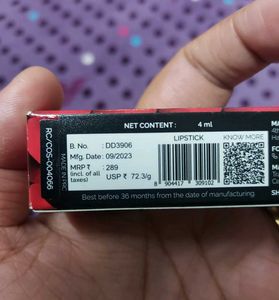 NET CONTENT : 4 ml
RC/COS-004066
MADE IN PRC
B. No. : DD3906
Mfg. Date : 09/2023
MRP ₹ : 289
(incl. of all taxes)
USP ₹ : 72.3/g
LIPSTICK
KNOW MORE
8 904417 309102
Best before 36 months from the date of manufacturing